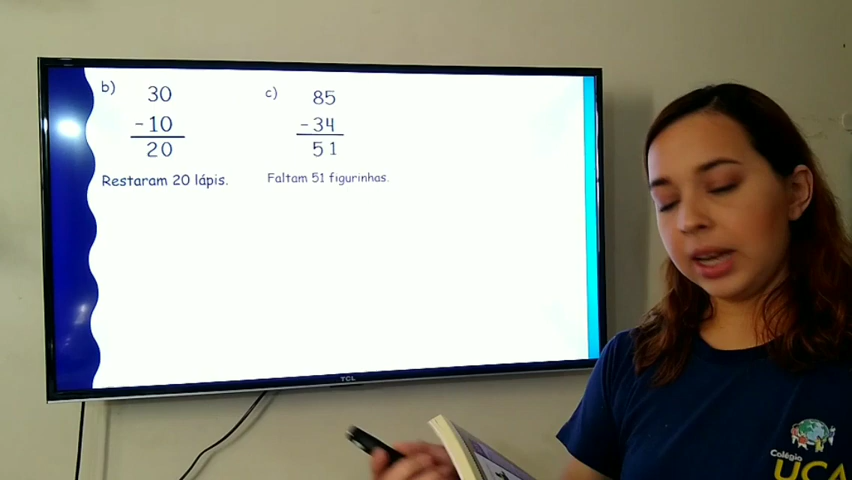 b) 30
- 10
20
Restaram 20 lápis.
c) 85
- 34
51
Faltam 51 figurinhas.
TCL
Colégio
UCA